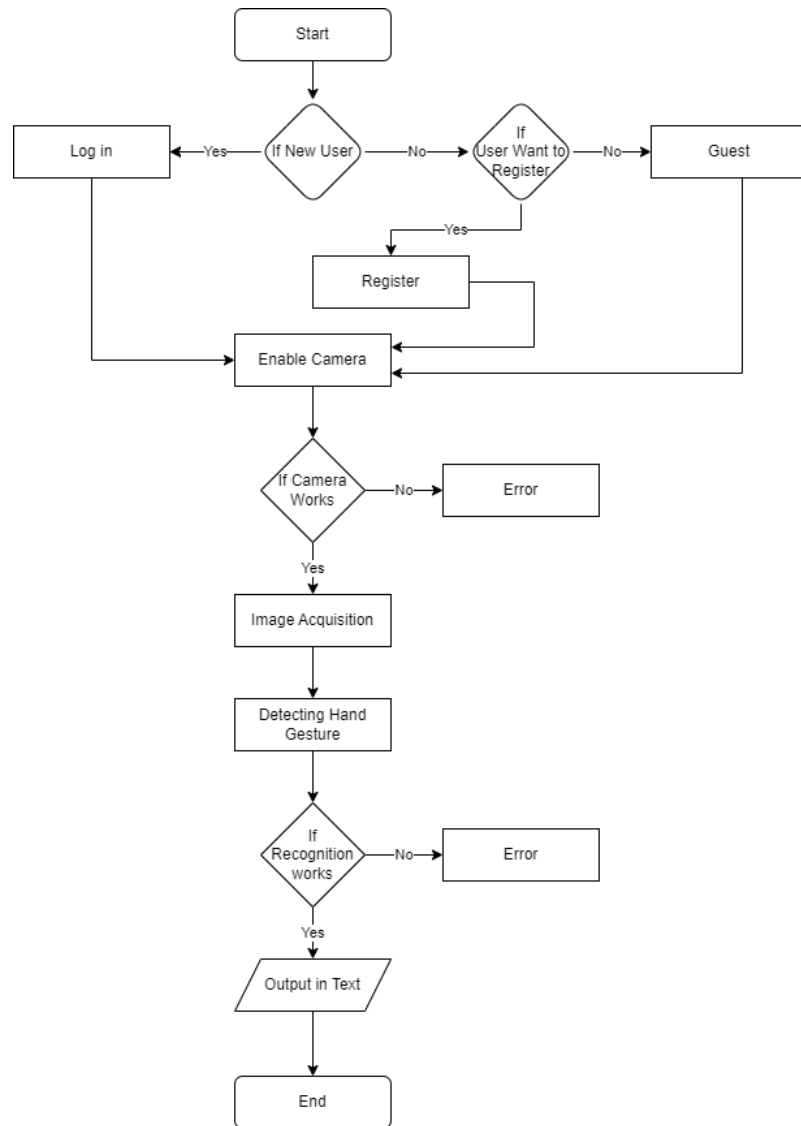 Start
Log in
Yes
If New User
No
If
User Want to
Register
No
Guest
Yes
Register
Enable Camera
If Camera
Works
No
Error
Yes
Image Acquisition
Detecting Hand
Gesture
If
Recognition
works
No
Error
Yes
Output in Text
End